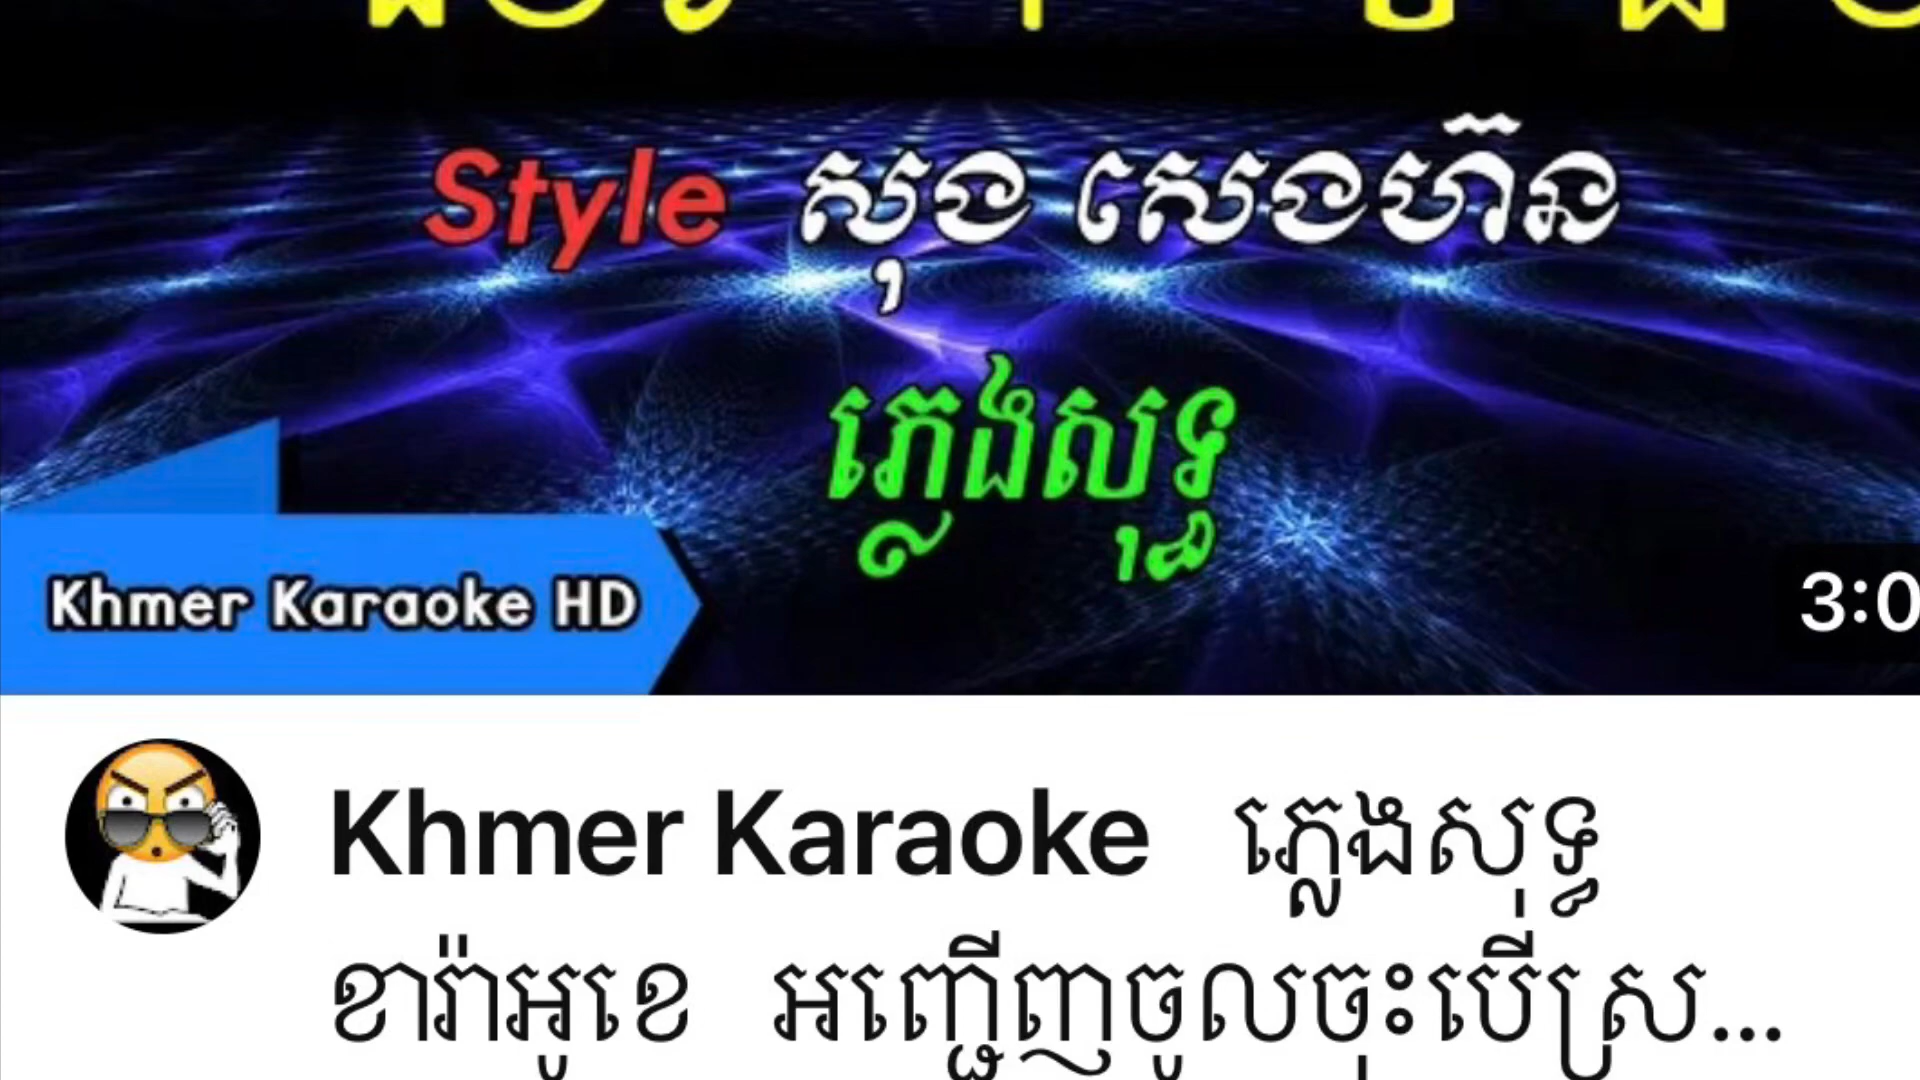 Style សុង សេងហ៊ន
ភ្លេងសុទ្ធ
Khmer Karaoke HD
3:0
Khmer Karaoke ភ្លេងសុទ្ធ
ខារ៉ាអូខេ អញ្ជើញចូលចុះបើស្រ...